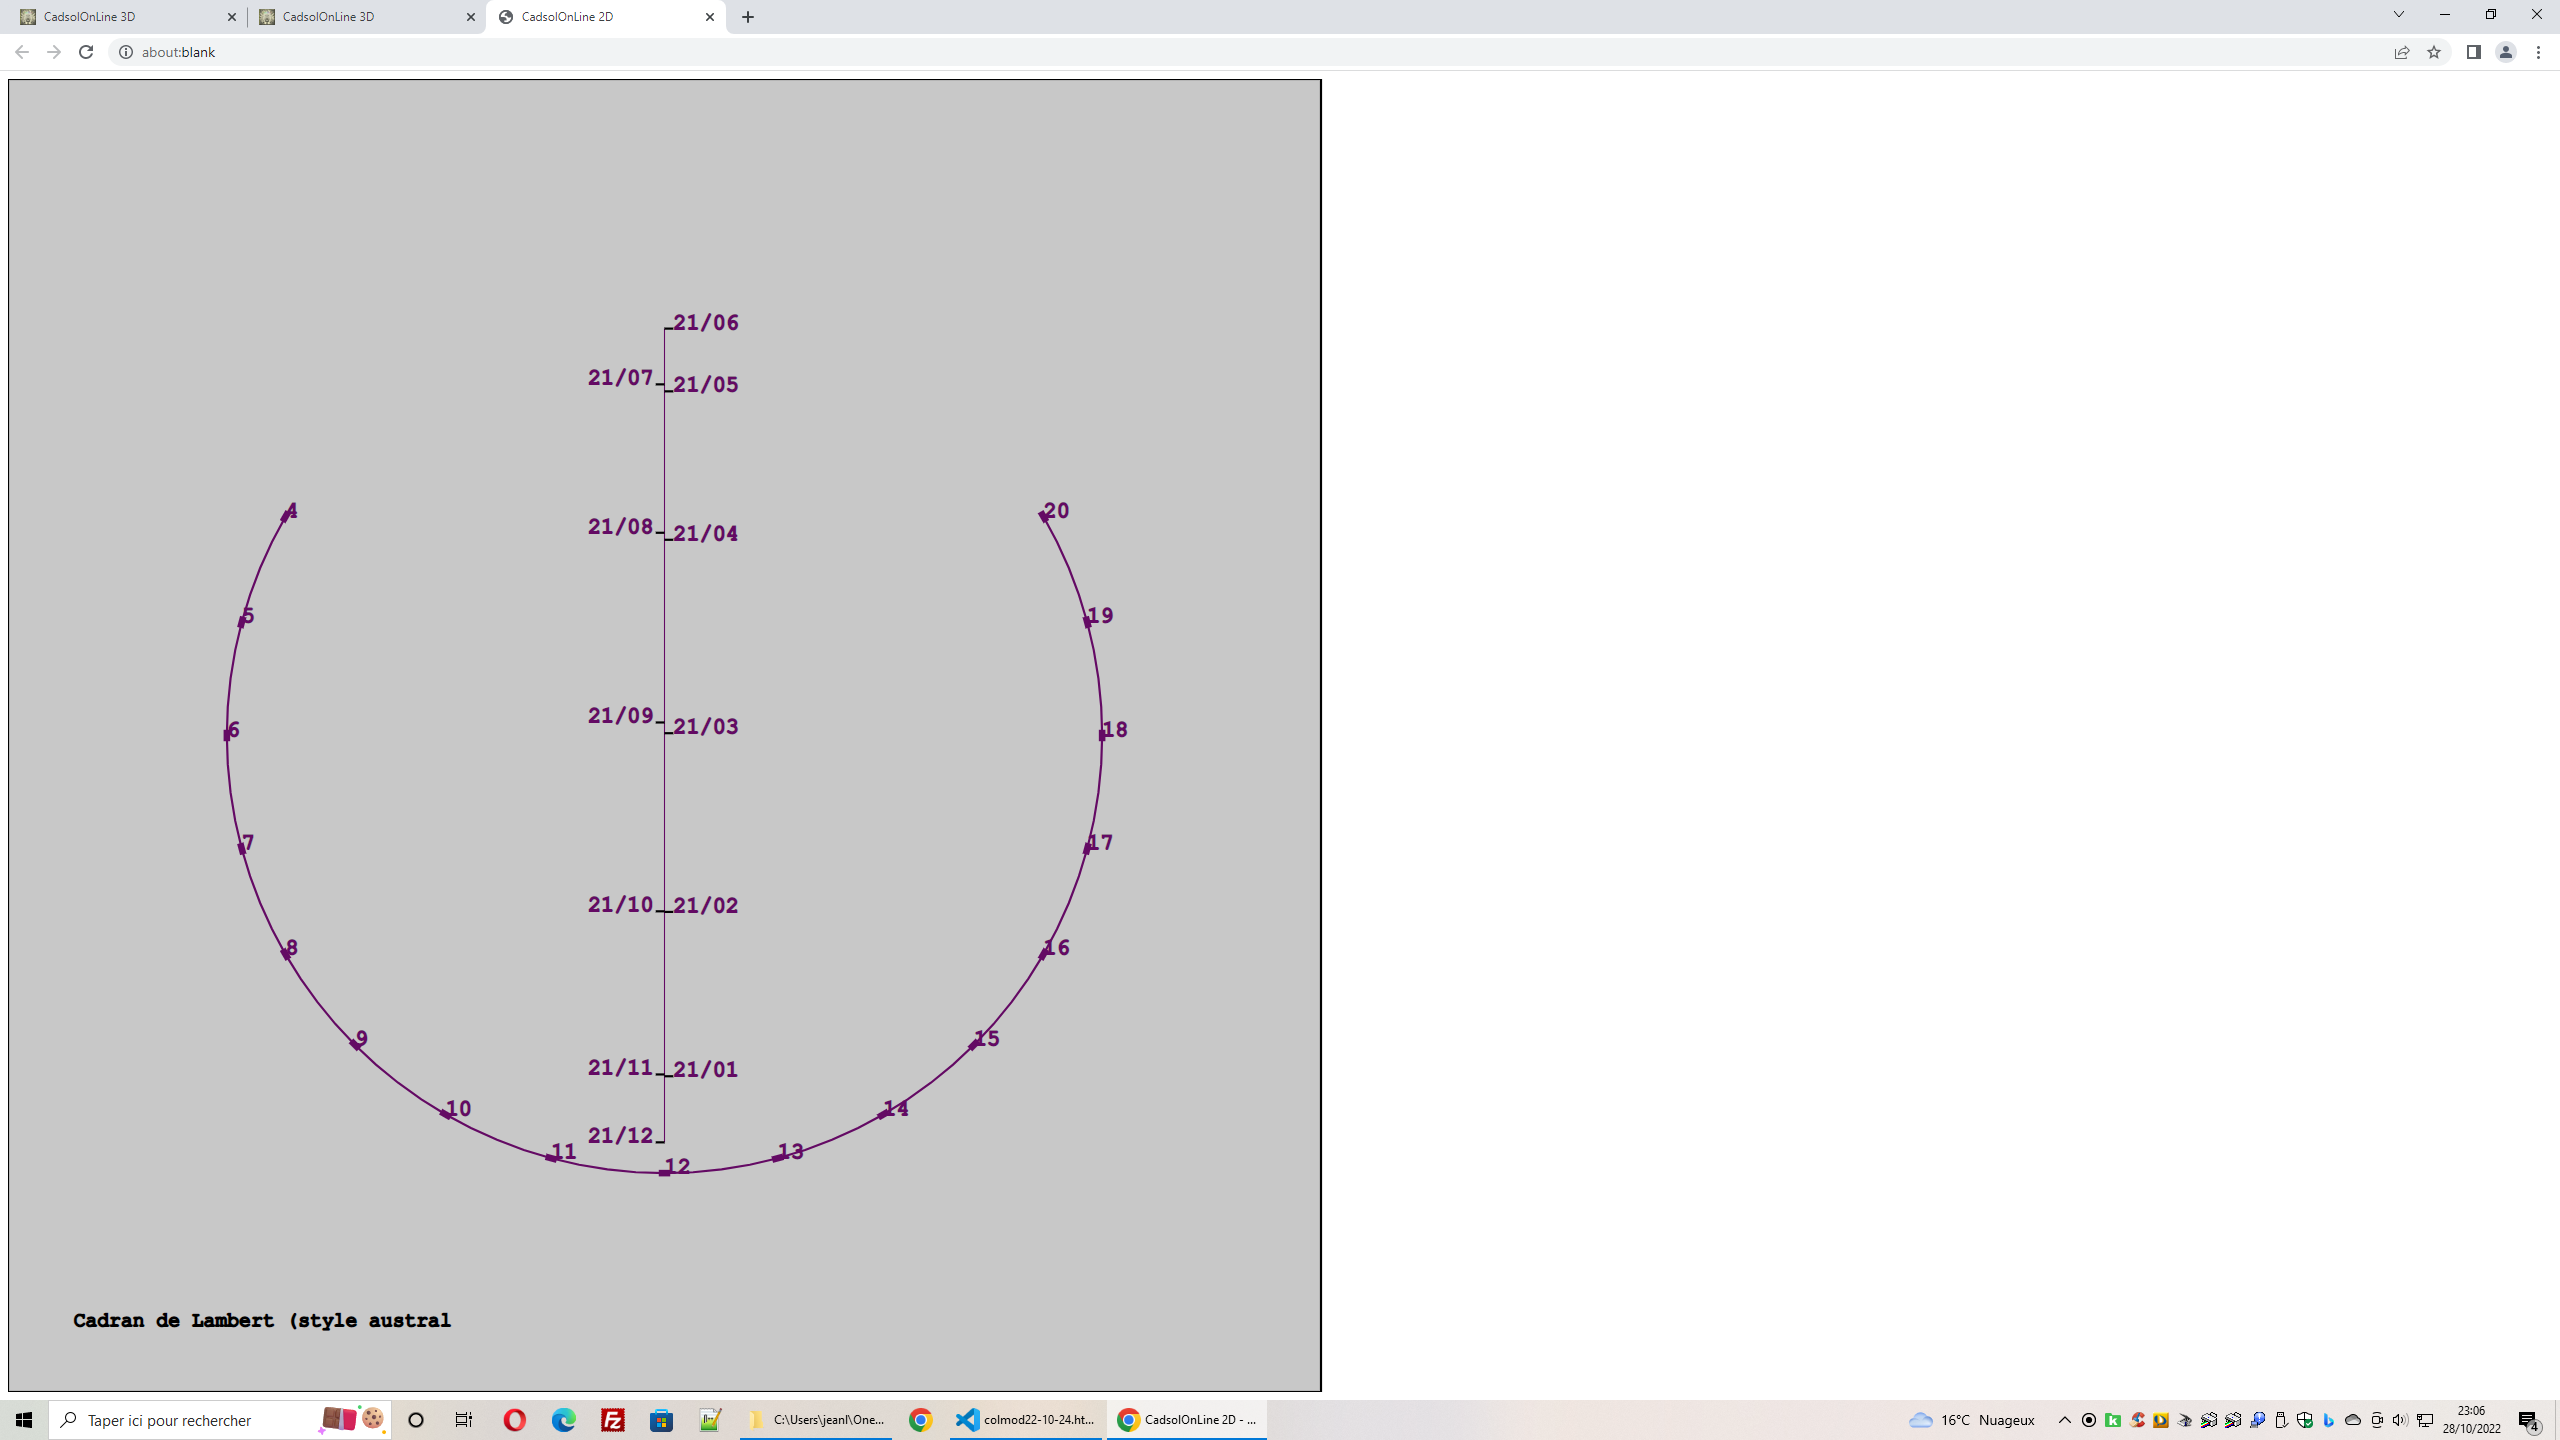 CadsolOnLine 3D
CadsolOnLine 3D
CadsolOnLine 2D
about:blank
21/06
21/07 21/05
4
20
21/08 21/04
5
19
21/09 21/03
6
18
7
17
21/10 21/02
8
16
9
15
21/11 21/01
10
14
21/12
11
13
12
Cadran de Lambert (style austral
Taper ici pour rechercher
C:\Users\jeanl\One...
colmod22-10-24.ht...
CadsolOnLine 2D - ...
16°C Nuageux
23:06
28/10/2022
4